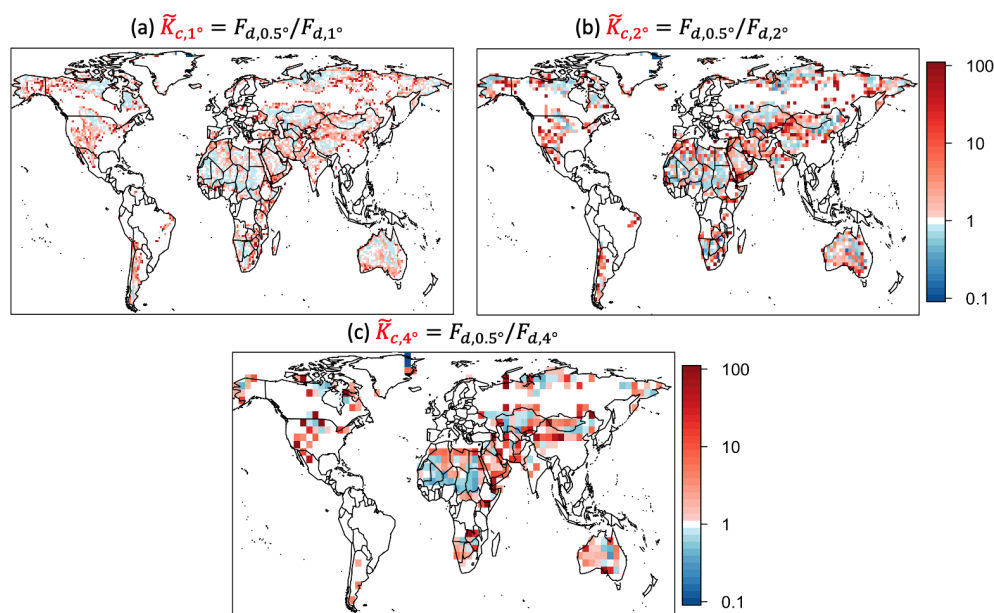 (a) K̃c,1° = Fd,0.5°/Fd,1°
(b) K̃c,2° = Fd,0.5°/Fd,2°
100
10
1
0.1
(c) K̃c,4° = Fd,0.5°/Fd,4°
100
10
1
0.1